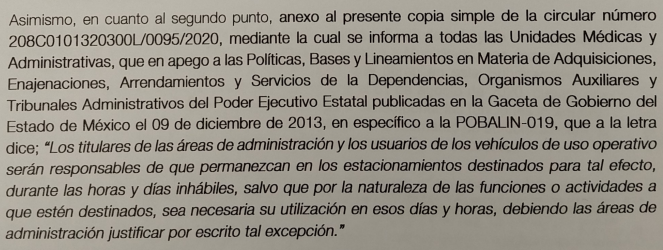 Asimismo, en cuanto al segundo punto, anexo al presente copia simple de la circular número
208C0101320300L/0095/2020, mediante la cual se informa a todas las Unidades Médicas y
Administrativas, que en apego a las Políticas, Bases y Lineamientos en Materia de Adquisiciones,
Enajenaciones, Arrendamientos y Servicios de la Dependencias, Organismos Auxiliares y
Tribunales Administrativos del Poder Ejecutivo Estatal publicadas en la Gaceta de Gobierno del
Estado de México el 09 de diciembre de 2013, en específico a la POBALIN-019, que a la letra
dice; "Los titulares de las áreas de administración y los usuarios de los vehículos de uso operativo
serán responsables de que permanezcan en los estacionamientos destinados para tal efecto,
durante las horas y días inhábiles, salvo que por la naturaleza de las funciones o actividades a
que estén destinados, sea necesaria su utilización en esos días y horas, debiendo las áreas de
administración justificar por escrito tal excepción."